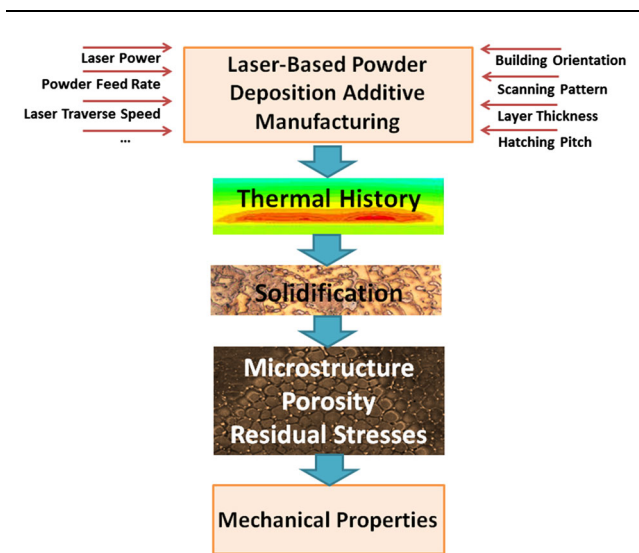 Laser Power
Powder Feed Rate
Laser Traverse Speed
...
Laser-Based Powder
Deposition Additive
Manufacturing
Building Orientation
Scanning Pattern
Layer Thickness
Hatching Pitch
Thermal History
Solidification
Microstructure
Porosity
Residual Stresses
Mechanical Properties